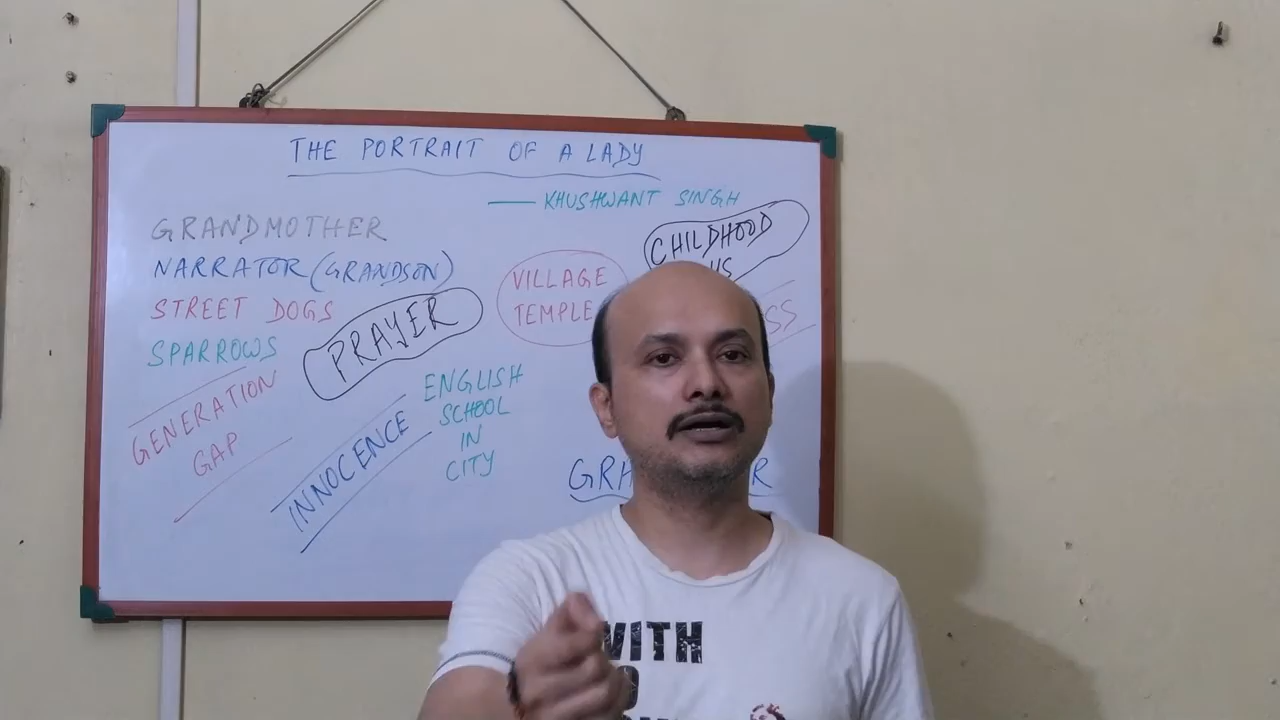 THE PORTRAIT OF A LADY
— KHUSHWANT SINGH
GRANDMOTHER
NARRATOR (GRANDSON)
STREET DOGS
SPARROWS
GENERATION
GAP
PRAYER
INNOCENCE
ENGLISH
SCHOOL
IN
CITY
VILLAGE
TEMPLE
CHILDHOOD
WITH